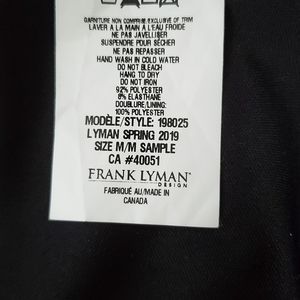 GARNITURE NON COMPRISE/EXCLUSIVE OF TRIM
LAVER A LA MAIN A L'EAU FROIDE
NE PAS JAVELLISER
SUSPENDRE POUR SÉCHER
NE PAS REPASSER
HAND WASH IN COLD WATER
DO NOT BLEACH
HANG TO DRY
DO NOT IRON
92% POLYESTER
8% ELASTHANE
DOUBLURE/LINING:
100% POLYESTER
MODÈLE/STYLE: 198025
LYMAN SPRING 2019
SIZE M/M SAMPLE
CA #40051
FRANK LYMAN
DESIGN
FABRIQUÉ AU/MADE IN
CANADA